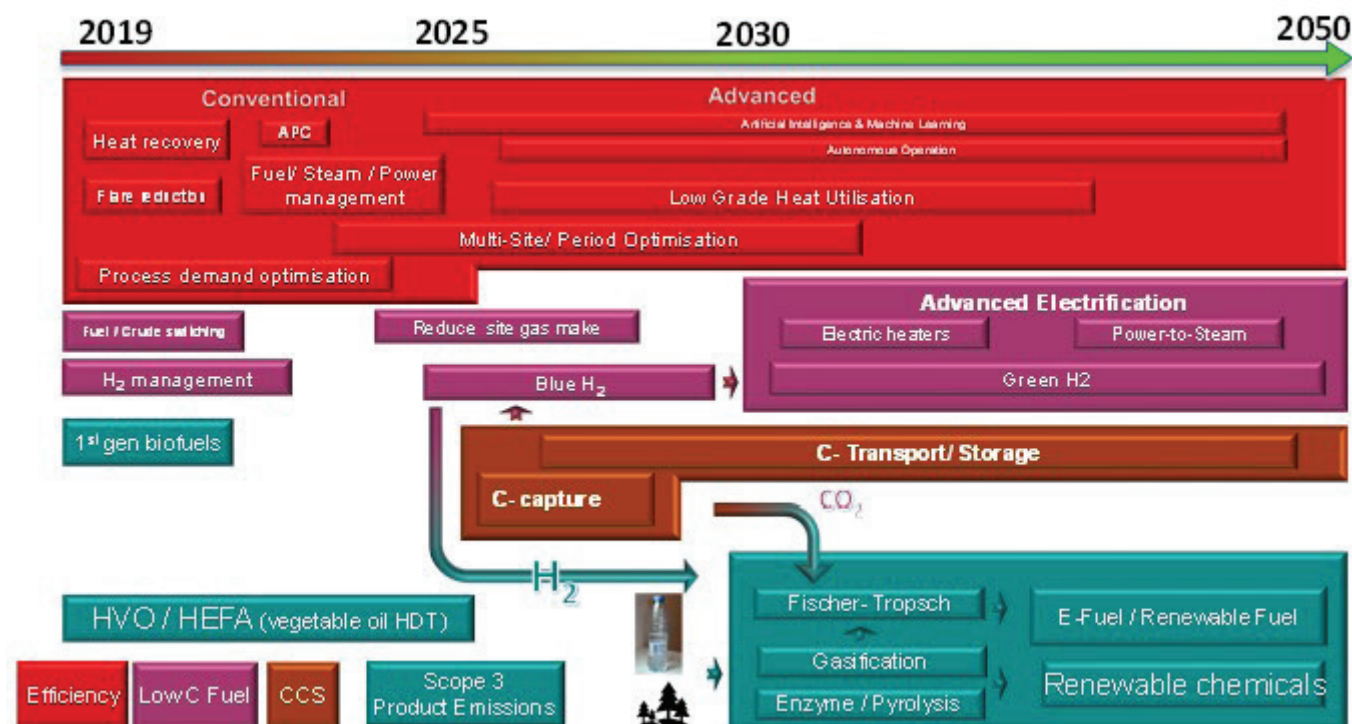 2019 2025 2030 2050
Conventional
Advanced
Heat recovery
APC
Artificial Intelligence & Machine Learning
Autonomous Operation
Flare reduction
Fuel/ Steam / Power
management
Low Grade Heat Utilisation
Multi-Site/ Period Optimisation
Process demand optimisation
Fuel / Crude switching
Reduce site gas make
Advanced Electrification
Electric heaters
Power-to-Steam
H₂ management
Blue H₂
Green H2
1st gen biofuels
C- Transport/ Storage
C- capture
CO₂
H₂
HVO / HEFA (vegetable oil HDT)
Fischer- Tropsch
E-Fuel / Renewable Fuel
Gasification
Enzyme / Pyrolysis
Renewable chemicals
Efficiency
Low C Fuel
CCS
Scope 3
Product Emissions